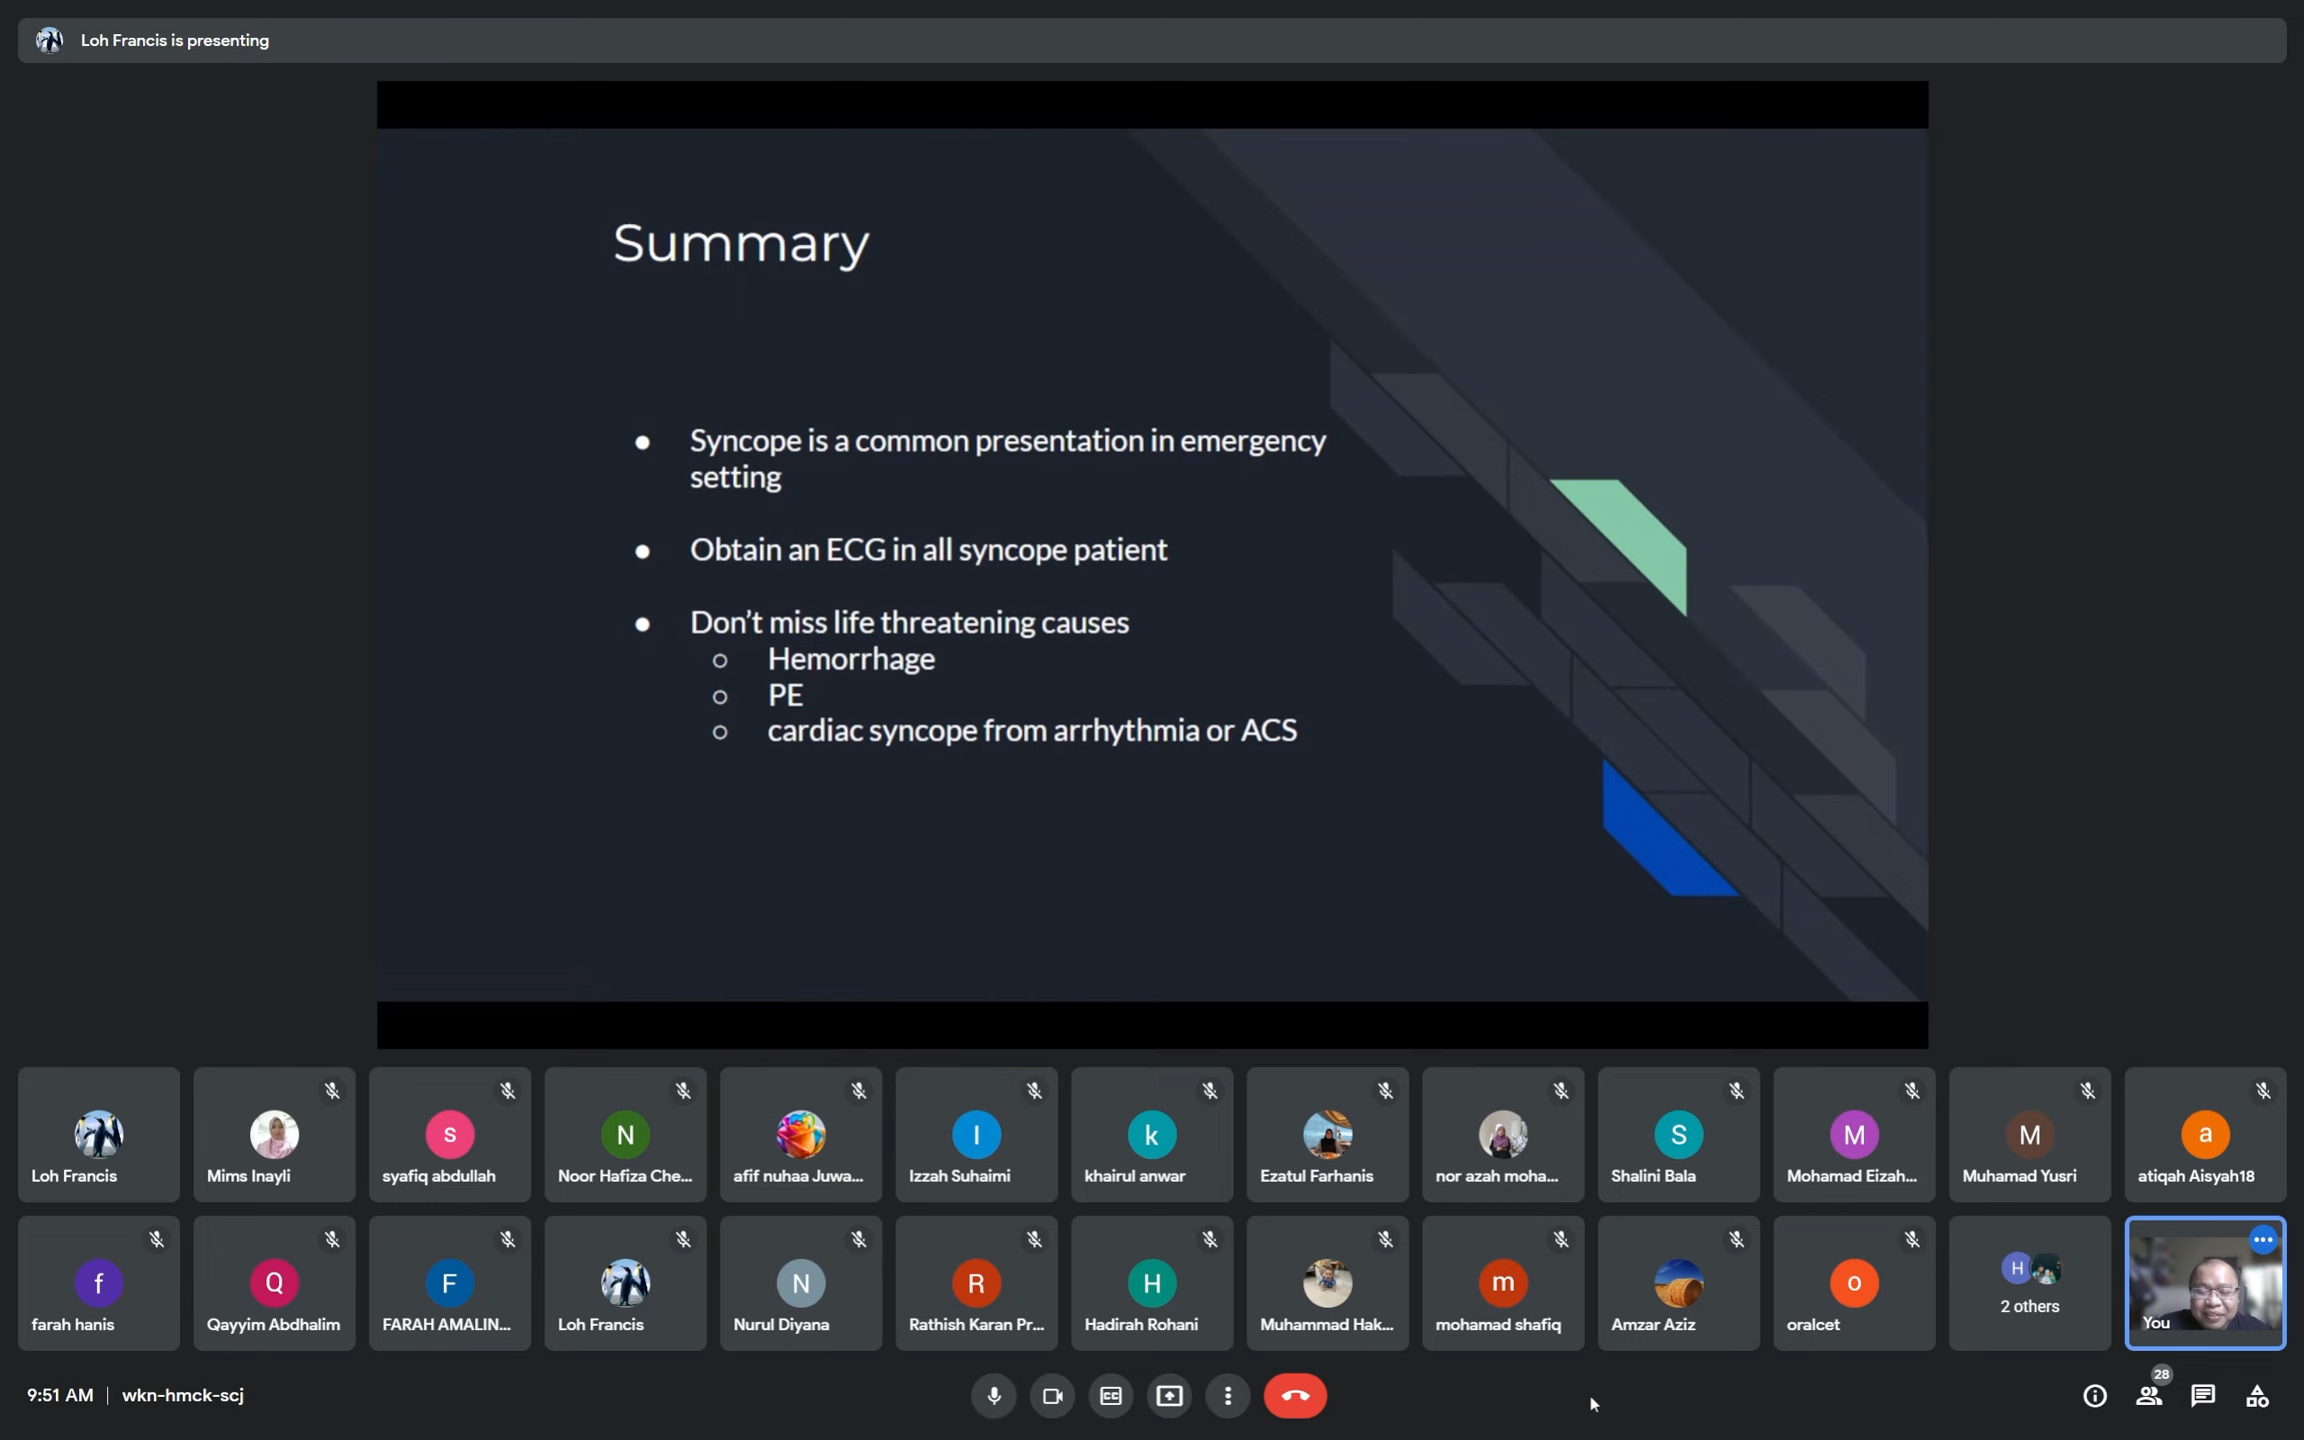 Loh Francis is presenting
Summary
● Syncope is a common presentation in emergency
setting
● Obtain an ECG in all syncope patient
● Don't miss life threatening causes
○ Hemorrhage
○ PE
○ cardiac syncope from arrhythmia or ACS
Loh Francis
Mims Inayli
s
syafiq abdullah
N
Noor Hafiza Che...
afif nuhaa Juwa...
I
Izzah Suhaimi
k
khairul anwar
Ezatul Farhanis
nor azah moha...
S
Shalini Bala
M
Mohamad Eizah...
M
Muhamad Yusri
a
atiqah Aisyah18
f
farah hanis
Q
Qayyim Abdhalim
F
FARAH AMALIN...
Loh Francis
N
Nurul Diyana
R
Rathish Karan Pr...
H
Hadirah Rohani
Muhammad Hak...
m
mohamad shafiq
Amzar Aziz
o
oralcet
H
2 others
You
9:51 AM | wkn-hmck-scj
CC
28